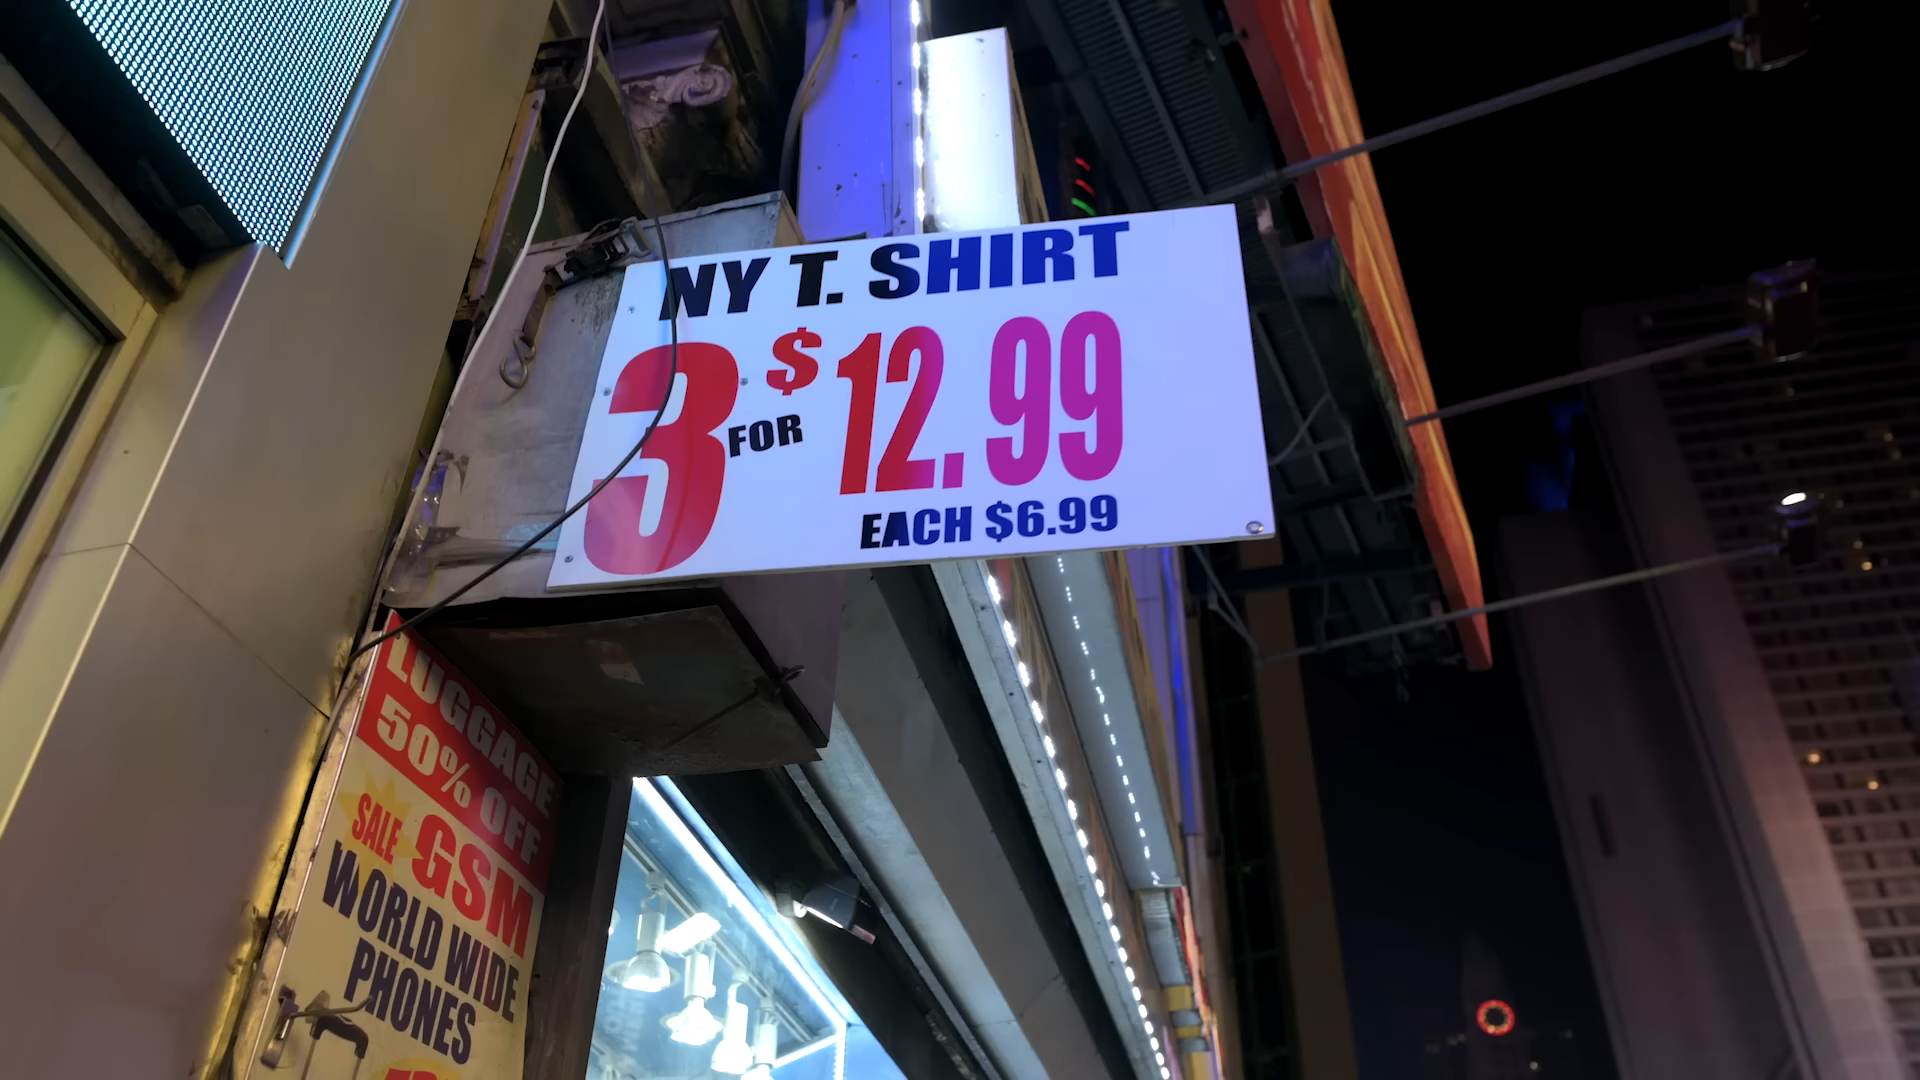 NY T. SHIRT
3 FOR $12.99
EACH $6.99
LUGGAGE
50% OFF
SALE GSM
WORLD WIDE
PHONES